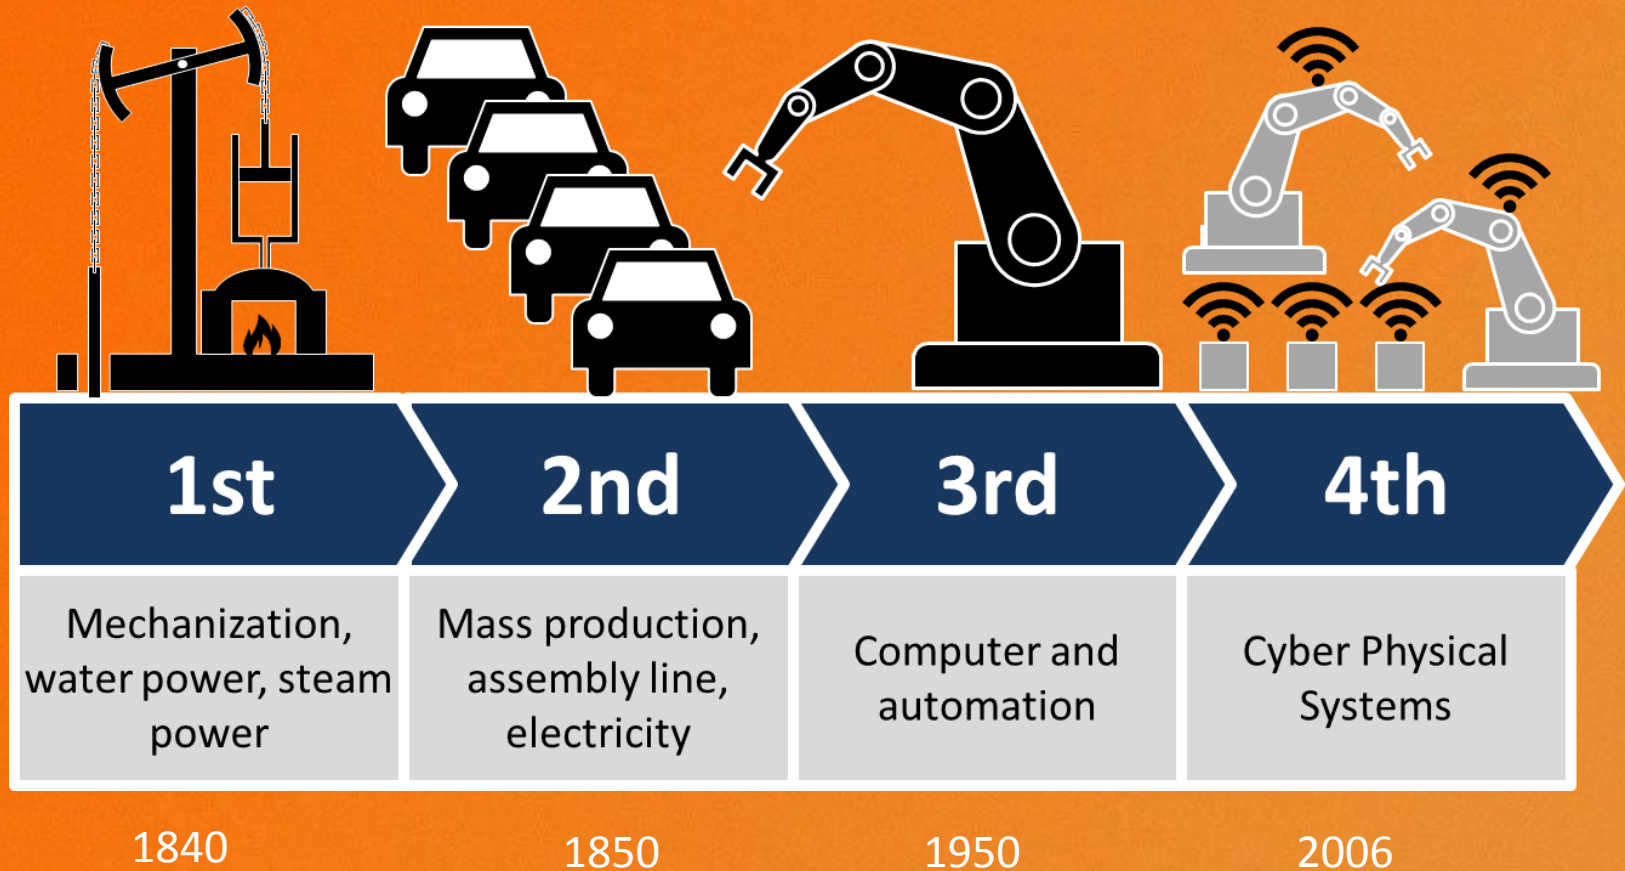 1st
2nd
3rd
4th
Mechanization,
water power, steam
power
Mass production,
assembly line,
electricity
Computer and
automation
Cyber Physical
Systems
1840
1850
1950
2006